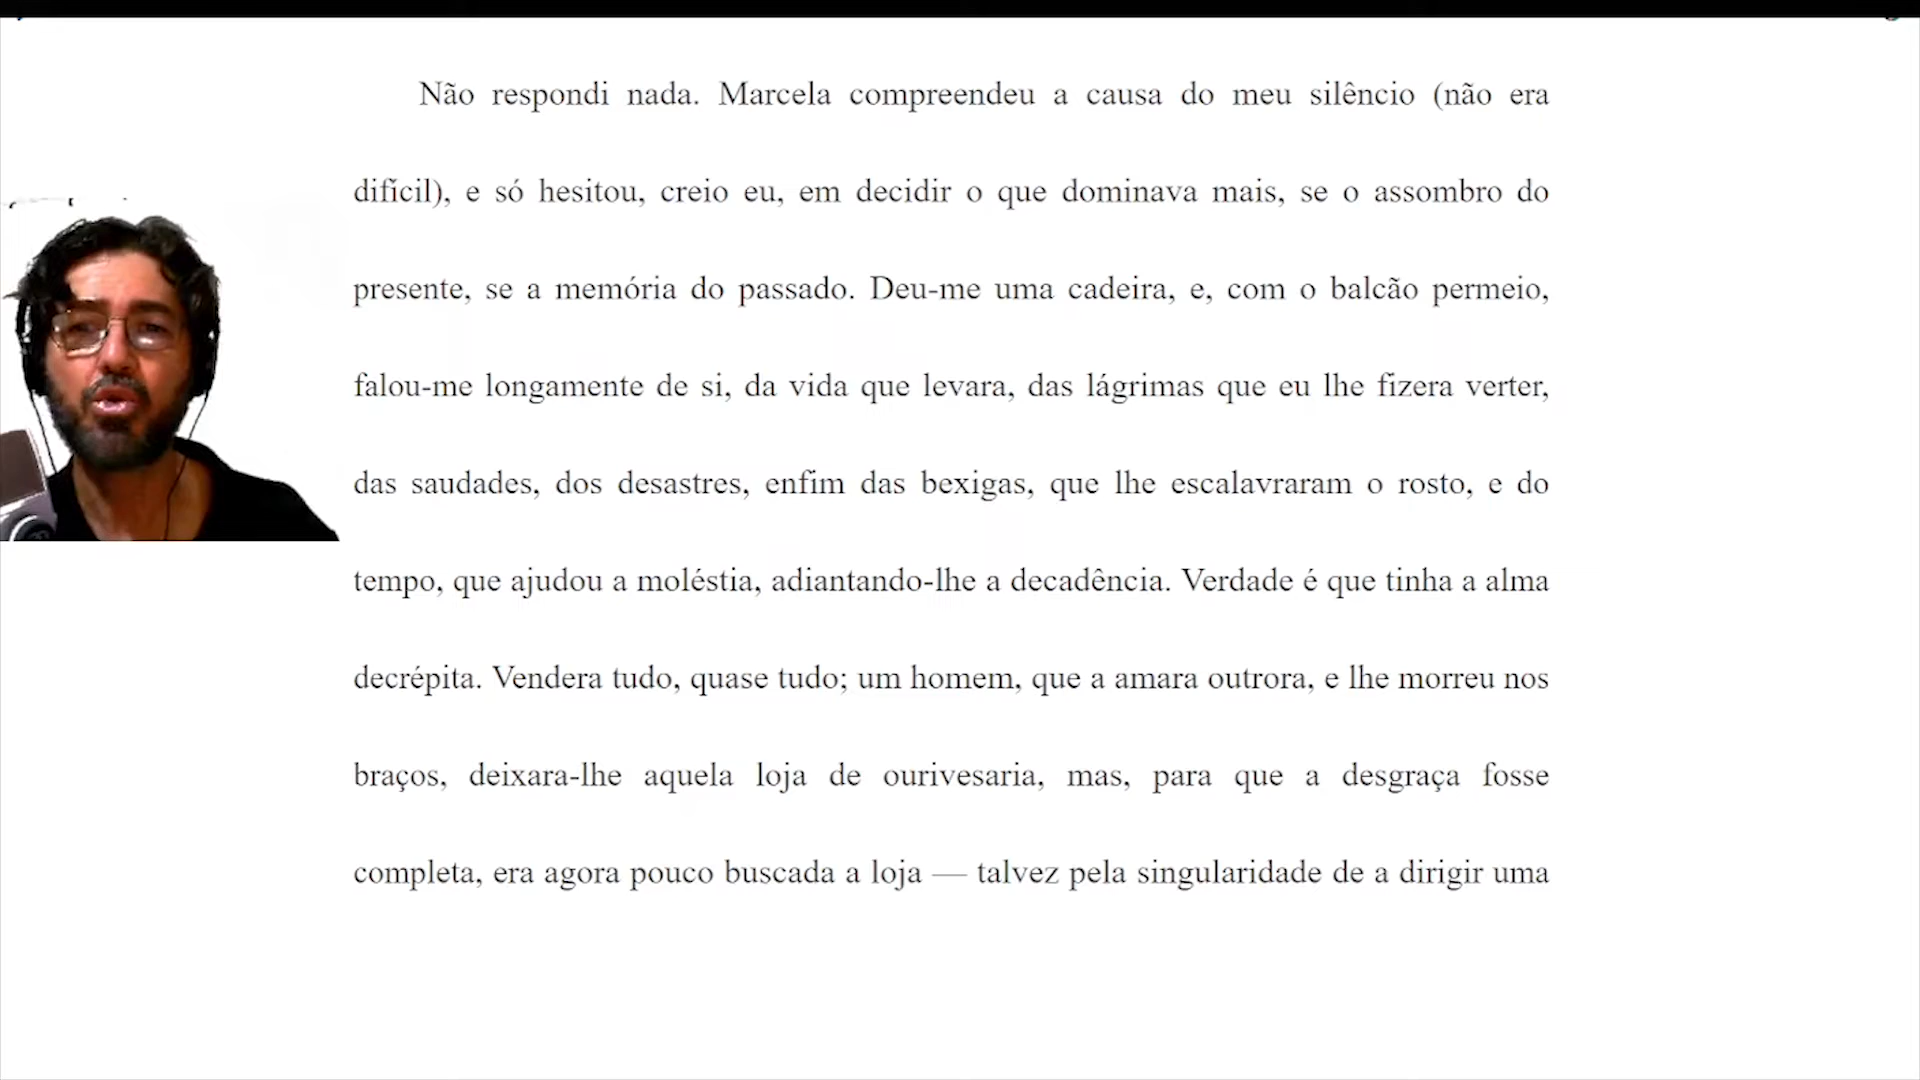 Não respondi nada. Marcela compreendeu a causa do meu silêncio (não era
difícil), e só hesitou, creio eu, em decidir o que dominava mais, se o assombro do
presente, se a memória do passado. Deu-me uma cadeira, e, com o balcão permeio,
falou-me longamente de si, da vida que levara, das lágrimas que eu lhe fizera verter,
das saudades, dos desastres, enfim das bexigas, que lhe escalavraram o rosto, e do
tempo, que ajudou a moléstia, adiantando-lhe a decadência. Verdade é que tinha a alma
decrépita. Vendera tudo, quase tudo; um homem, que a amara outrora, e lhe morreu nos
braços, deixara-lhe aquela loja de ourivesaria, mas, para que a desgraça fosse
completa, era agora pouco buscada a loja — talvez pela singularidade de a dirigir uma